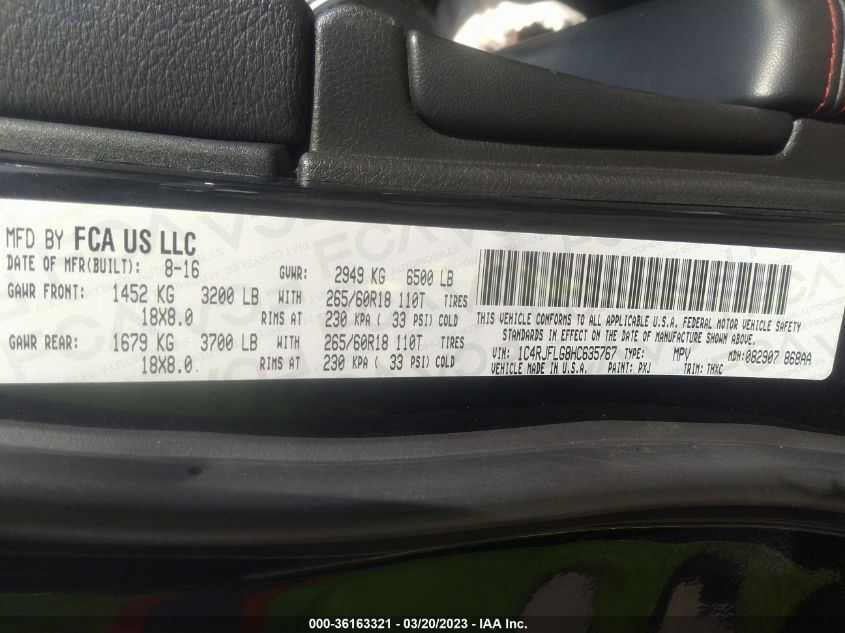 MFD BY FCA US LLC
DATE OF MFR(BUILT): 8-16 GVWR: 2949 KG 6500 LB
GAWR FRONT: 1452 KG 3200 LB WITH 265/60R18 110T TIRES
18X8.0 RIMS AT 230 KPA ( 33 PSI) COLD
GAWR REAR: 1679 KG 3700 LB WITH 265/60R18 110T TIRES
18X8.0 RIMS AT 230 KPA ( 33 PSI) COLD
THIS VEHICLE CONFORMS TO ALL APPLICABLE U.S.A. FEDERAL MOTOR VEHICLE SAFETY
STANDARDS IN EFFECT ON THE DATE OF MANUFACTURE SHOWN ABOVE.
VIN: 1C4RJFLG8HC635767 TYPE: MPV MDH: 082907 868AA
VEHICLE MADE IN U.S.A. PAINT: PXJ TRIM: THXC
000-36163321 - 03/20/2023 - IAA Inc.